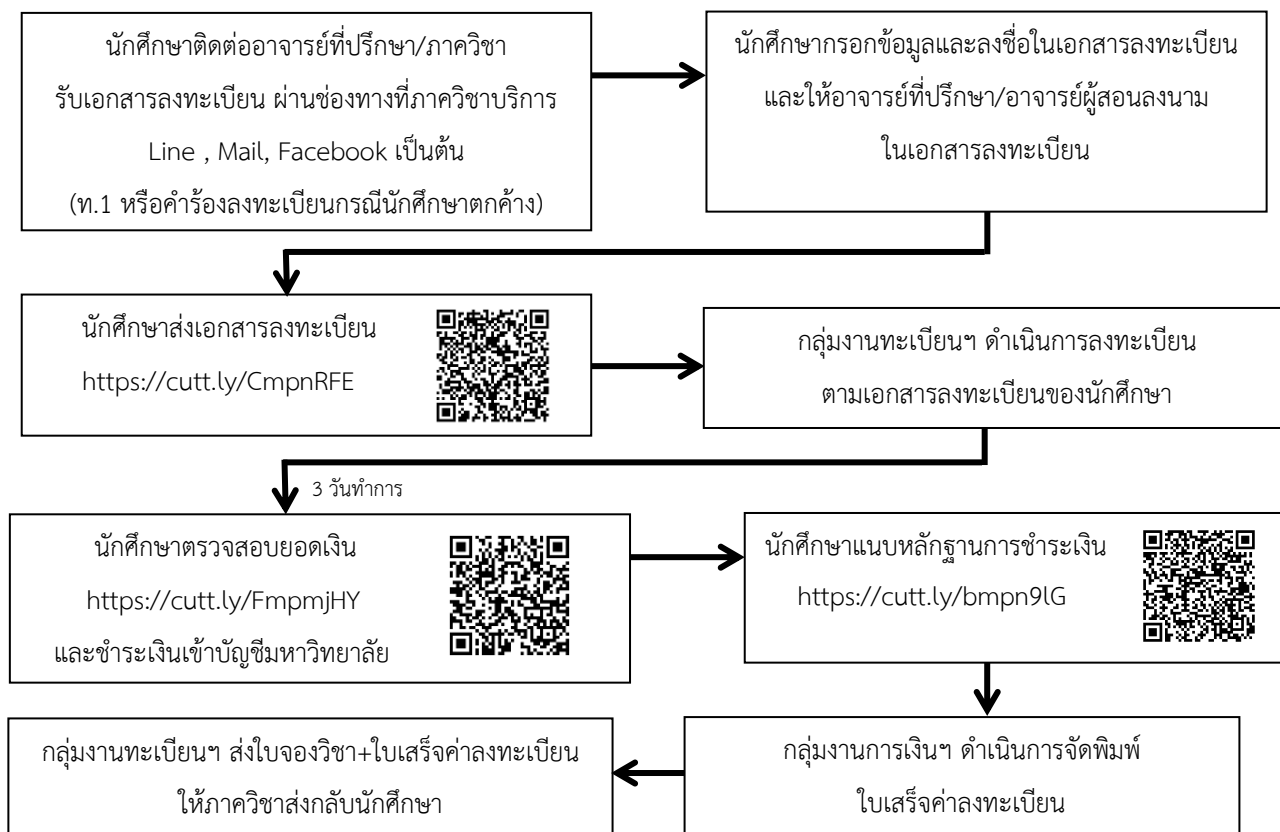 นักศึกษาติดต่ออาจารย์ที่ปรึกษา/ภาควิชา
รับเอกสารลงทะเบียน ผ่านช่องทางที่ภาควิชาบริการ
Line , Mail, Facebook เป็นต้น
(ท.1 หรือคำร้องลงทะเบียนกรณีนักศึกษาตกค้าง)
นักศึกษากรอกข้อมูลและลงชื่อในเอกสารลงทะเบียน
และให้อาจารย์ที่ปรึกษา/อาจารย์ผู้สอนลงนาม
ในเอกสารลงทะเบียน
นักศึกษาส่งเอกสารลงทะเบียน
https://cutt.ly/CmpnRFE
กลุ่มงานทะเบียนฯ ดำเนินการลงทะเบียน
ตามเอกสารลงทะเบียนของนักศึกษา
3 วันทำการ
นักศึกษาตรวจสอบยอดเงิน
https://cutt.ly/FmpmjHY
และชำระเงินเข้าบัญชีมหาวิทยาลัย
นักศึกษาแนบหลักฐานการชำระเงิน
https://cutt.ly/bmpn9lG
กลุ่มงานการเงินฯ ดำเนินการจัดพิมพ์
ใบเสร็จค่าลงทะเบียน
กลุ่มงานทะเบียนฯ ส่งใบจองวิชา+ใบเสร็จค่าลงทะเบียน
ให้ภาควิชาส่งกลับนักศึกษา